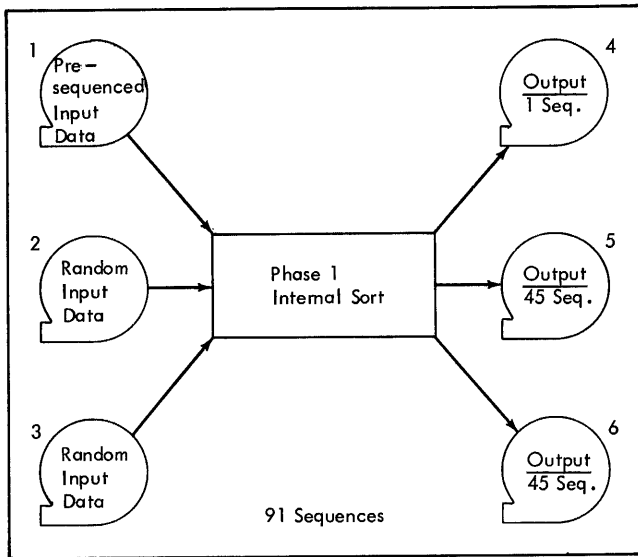 1
Pre-
sequenced
Input
Data
2
Random
Input
Data
3
Random
Input
Data
Phase 1
Internal Sort
4
Output
1 Seq.
5
Output
45 Seq.
6
Output
45 Seq.
91 Sequences